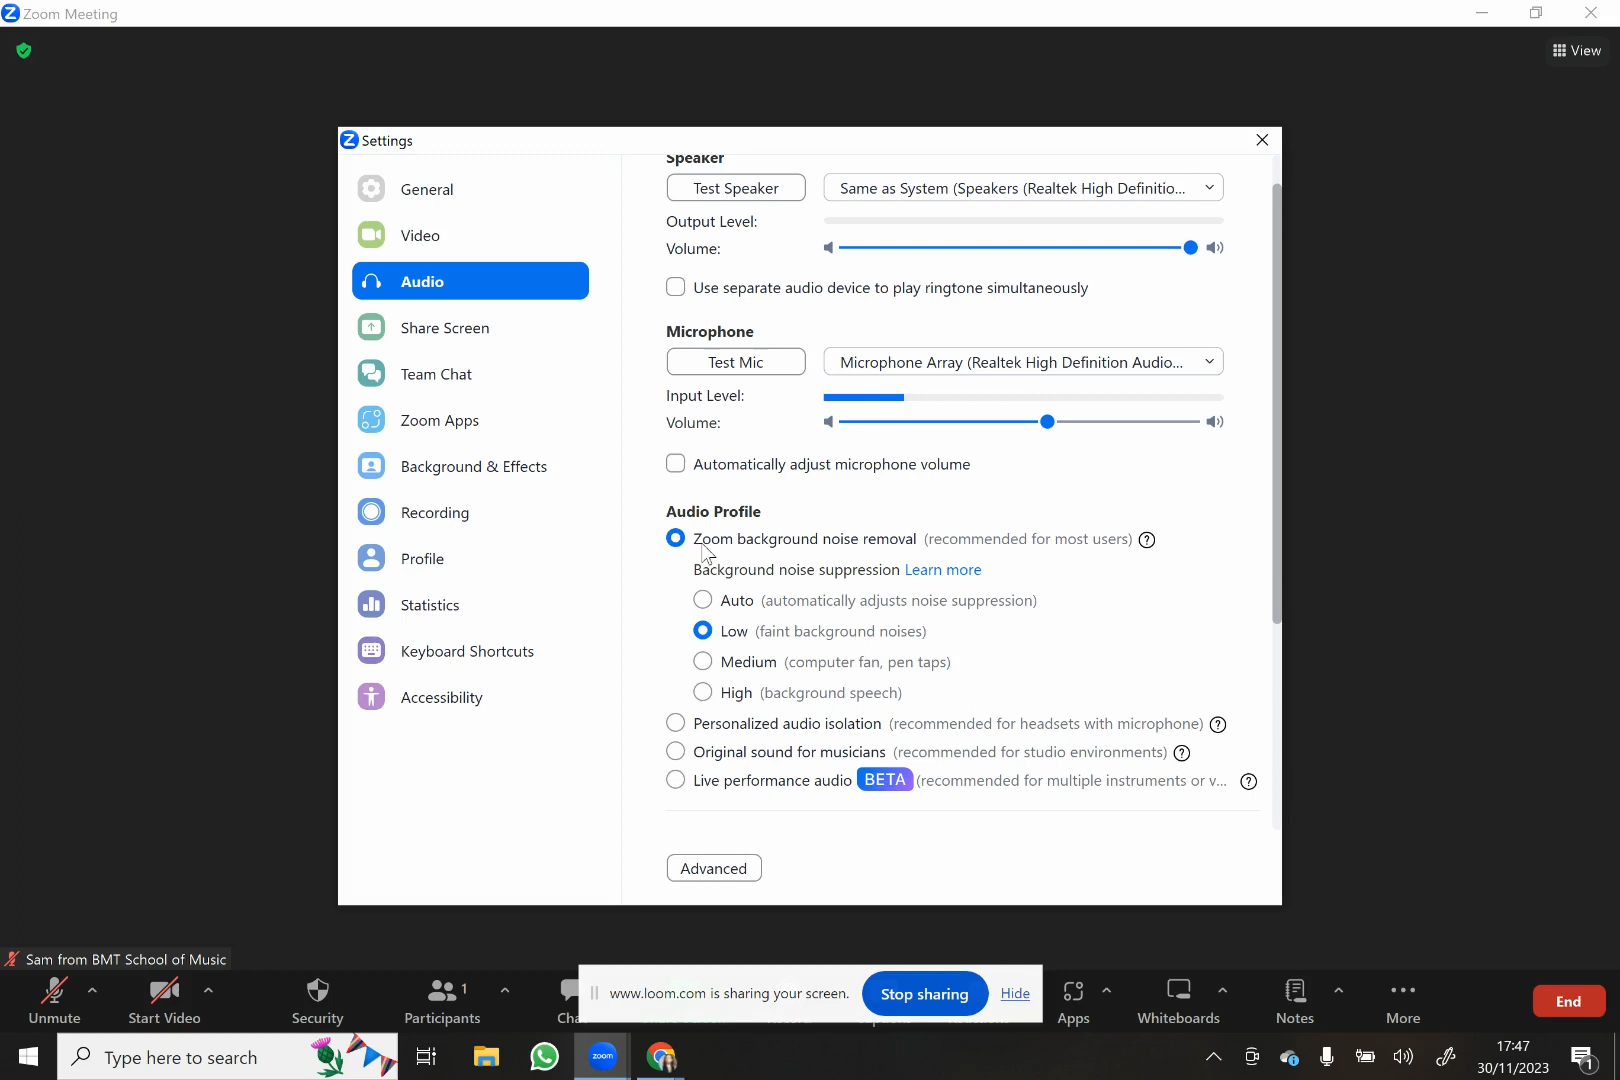 Zoom Meeting
View
Settings
General
Video
Audio
Share Screen
Team Chat
Zoom Apps
Background & Effects
Recording
Profile
Statistics
Keyboard Shortcuts
Accessibility
Speaker
Test Speaker
Same as System (Speakers (Realtek High Definitio...
Output Level:
Volume:
Use separate audio device to play ringtone simultaneously
Microphone
Test Mic
Microphone Array (Realtek High Definition Audio...
Input Level:
Volume:
Automatically adjust microphone volume
Audio Profile
Zoom background noise removal (recommended for most users)
Background noise suppression Learn more
Auto (automatically adjusts noise suppression)
Low (faint background noises)
Medium (computer fan, pen taps)
High (background speech)
Personalized audio isolation (recommended for headsets with microphone)
Original sound for musicians (recommended for studio environments)
Live performance audio BETA (recommended for multiple instruments or v...
Advanced
Sam from BMT School of Music
Unmute
Start Video
Security
Participants 1
www.loom.com is sharing your screen.
Stop sharing
Hide
Apps
Whiteboards
Notes
More
End
Type here to search
zoom
17:47
30/11/2023
1